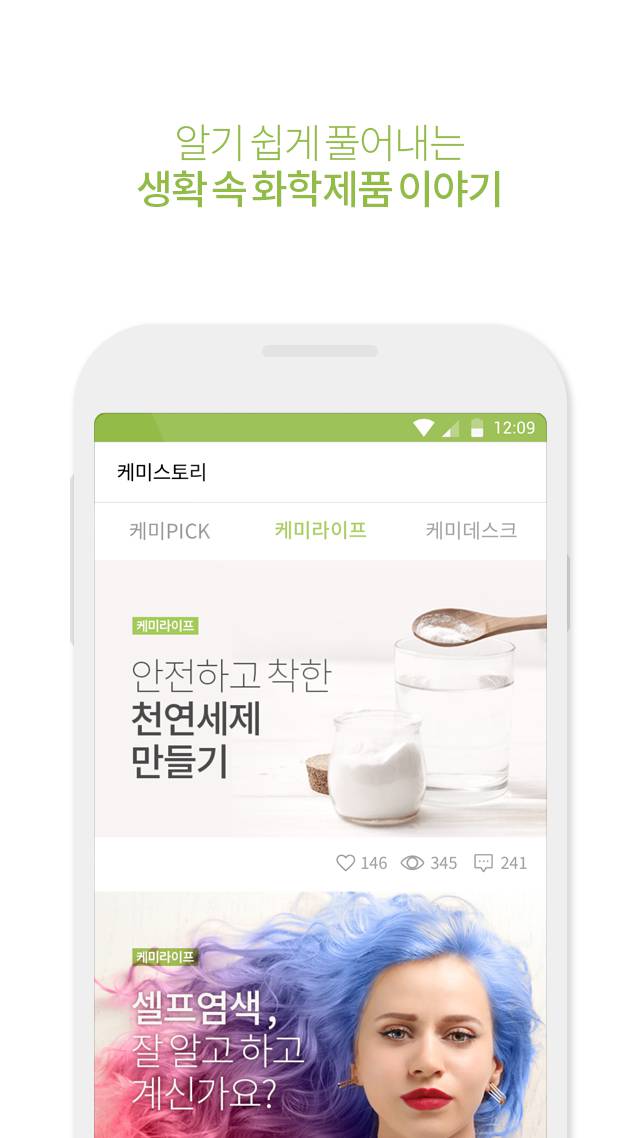 알기 쉽게 풀어내는
생홙 속 화학제품 이야기
12:09
케미스토리
케미PICK 케미라이프 케미데스크
케미라이프
안전하고 착한
천연세제
만들기
146 345 241
케미라이프
셀프염색,
잘 알고 하고
계신가요?